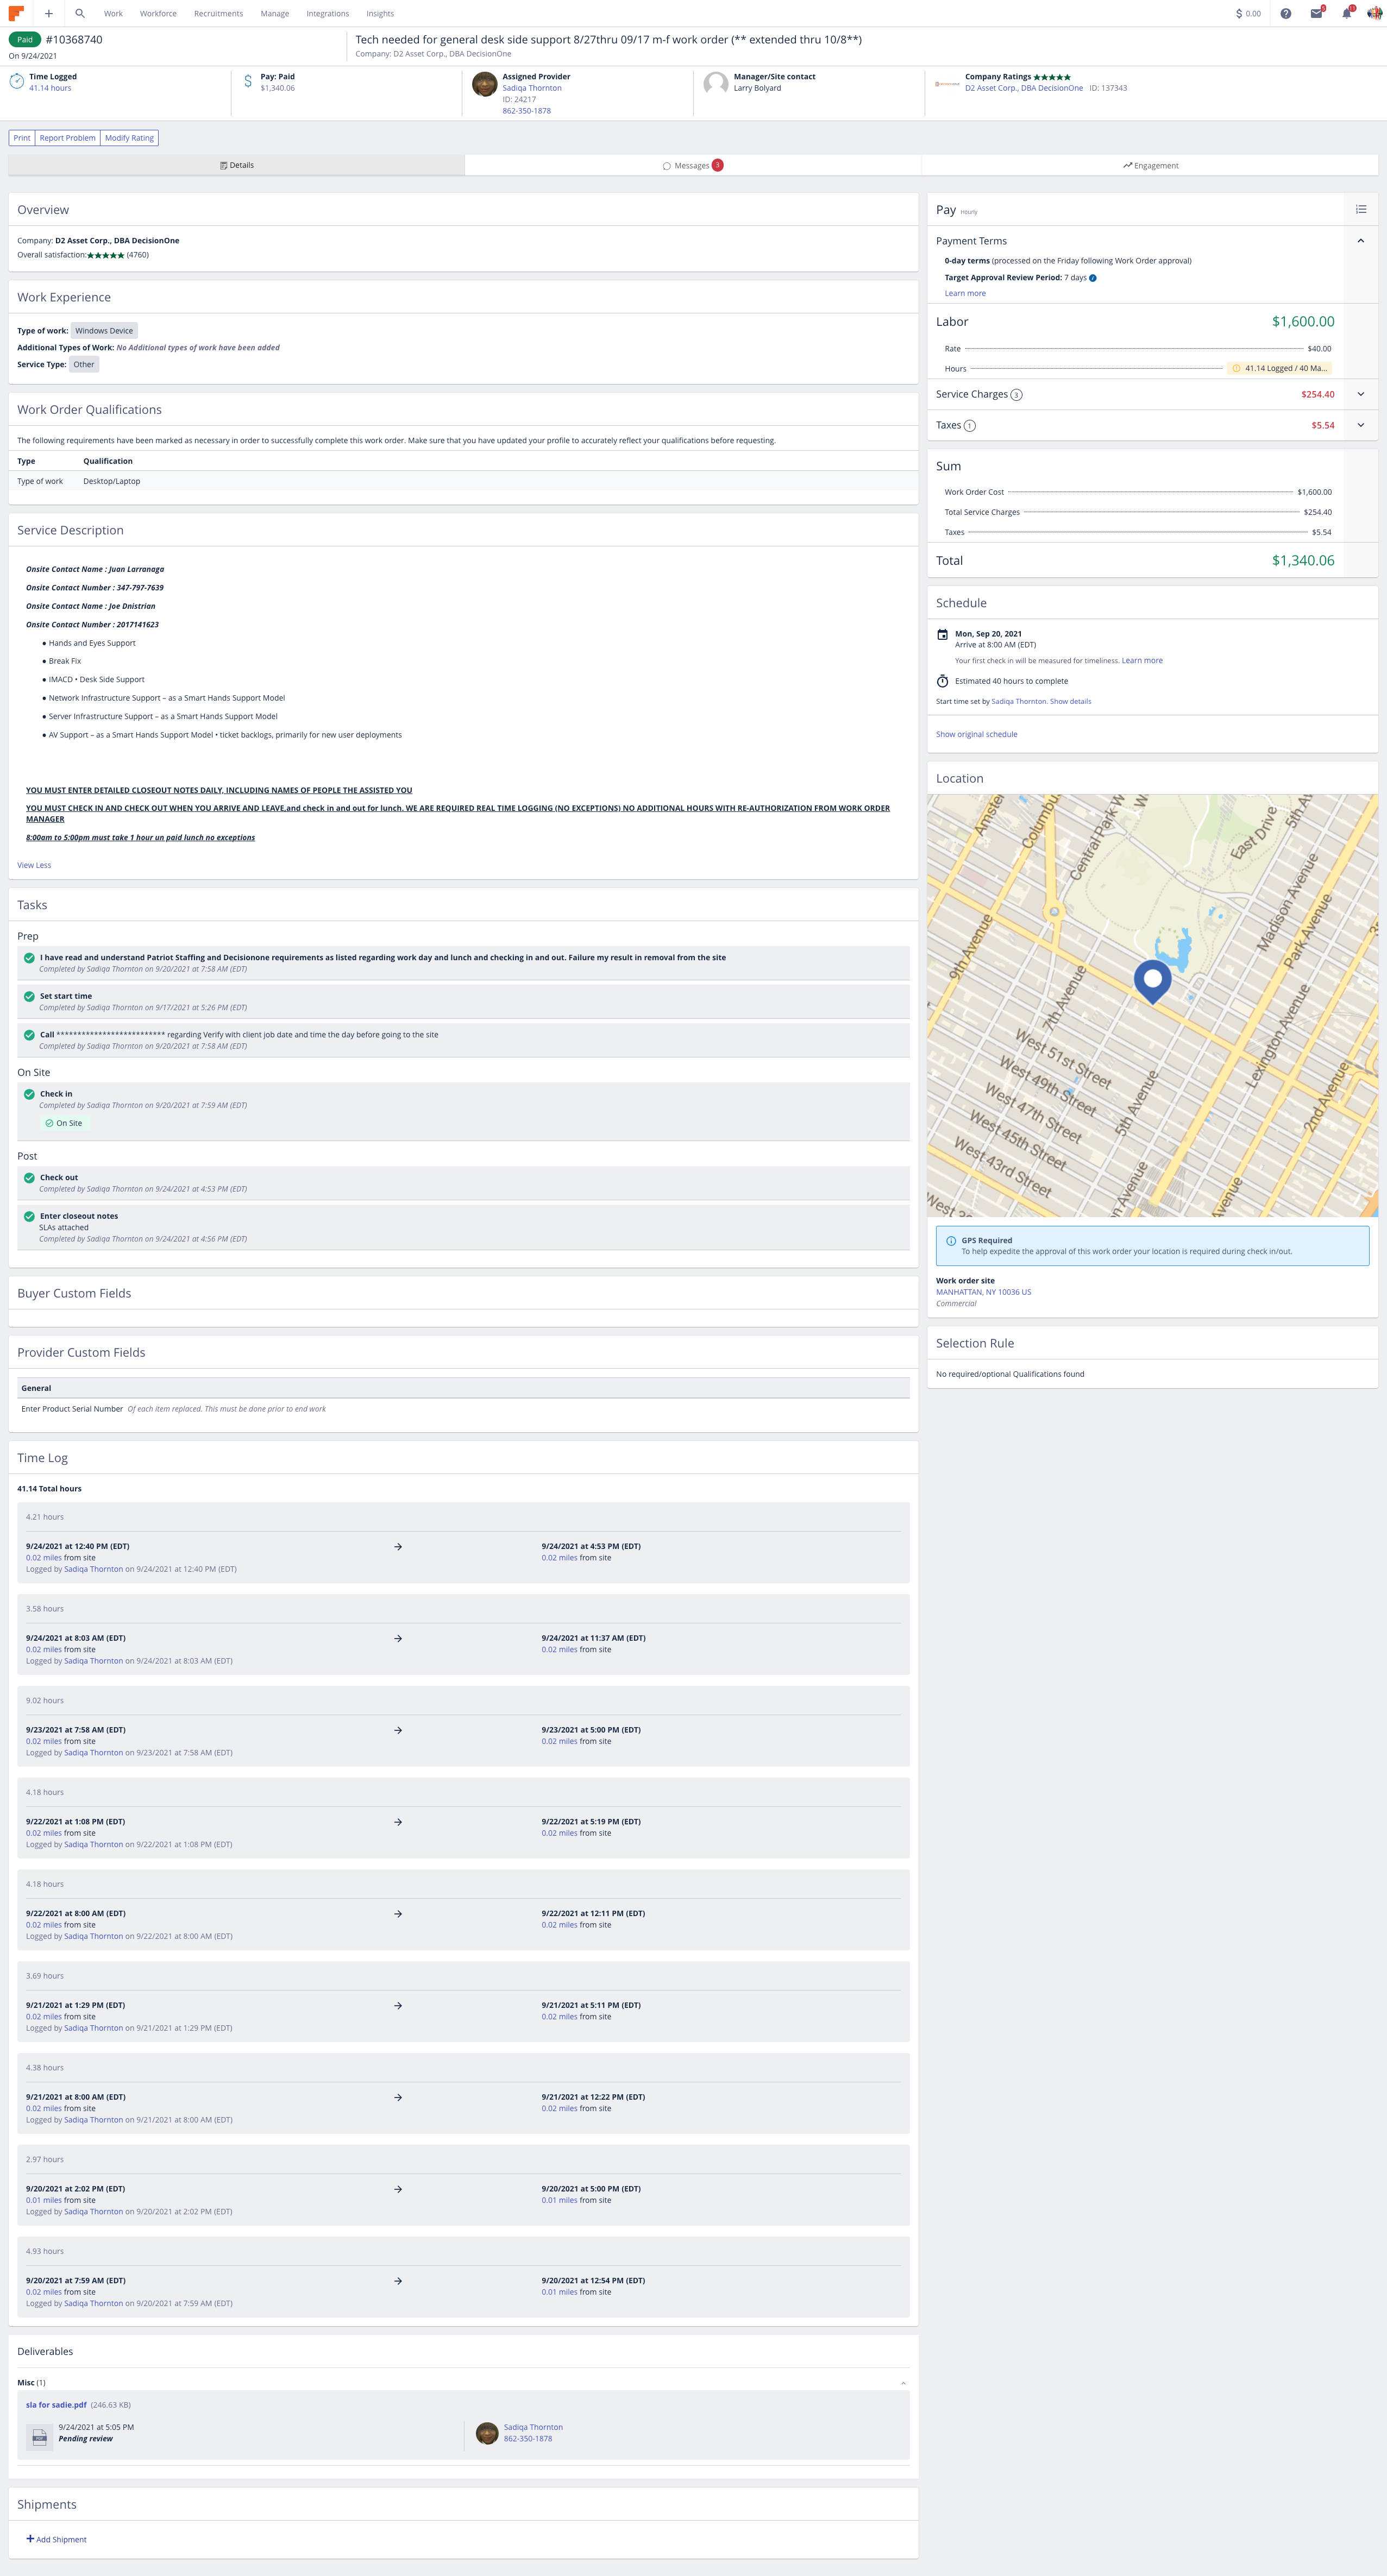 Work Workforce Recruitments Manage Integrations Insights $ 0.00
Paid #10368740
On 9/24/2021
Tech needed for general desk side support 8/27thru 09/17 m-f work order (** extended thru 10/8**)
Company: D2 Asset Corp., DBA DecisionOne
Time Logged
41.14 hours
Pay: Paid
$1,340.06
Assigned Provider
Sadiqa Thornton
ID: 24217
862-350-1878
Manager/Site contact
Larry Bolyard
Company Ratings ★★★★★
D2 Asset Corp., DBA DecisionOne ID: 137343
Print Report Problem Modify Rating
Details Messages 3 Engagement
Overview
Company: D2 Asset Corp., DBA DecisionOne
Overall satisfaction:★★★★★ (4760)
Work Experience
Type of work: Windows Device
Additional Types of Work: No Additional types of work have been added
Service Type: Other
Work Order Qualifications
The following requirements have been marked as necessary in order to successfully complete this work order. Make sure that you have updated your profile to accurately reflect your qualifications before requesting.
Type Qualification
Type of work Desktop/Laptop
Service Description
Onsite Contact Name : Juan Larranaga
Onsite Contact Number : 347-797-7639
Onsite Contact Name : Joe Dnistrian
Onsite Contact Number : 2017141623
● Hands and Eyes Support
● Break Fix
● IMACD • Desk Side Support
● Network Infrastructure Support – as a Smart Hands Support Model
● Server Infrastructure Support – as a Smart Hands Support Model
● AV Support – as a Smart Hands Support Model • ticket backlogs, primarily for new user deployments
YOU MUST ENTER DETAILED CLOSEOUT NOTES DAILY, INCLUDING NAMES OF PEOPLE THE ASSISTED YOU
YOU MUST CHECK IN AND CHECK OUT WHEN YOU ARRIVE AND LEAVE,and check in and out for lunch. WE ARE REQUIRED REAL TIME LOGGING (NO EXCEPTIONS) NO ADDITIONAL HOURS WITH RE-AUTHORIZATION FROM WORK ORDER
MANAGER
8:00am to 5:00pm must take 1 hour un paid lunch no exceptions
View Less
Tasks
Prep
I have read and understand Patriot Staffing and Decisionone requirements as listed regarding work day and lunch and checking in and out. Failure my result in removal from the site
Completed by Sadiqa Thornton on 9/20/2021 at 7:58 AM (EDT)
Set start time
Completed by Sadiqa Thornton on 9/17/2021 at 5:26 PM (EDT)
Call ************************** regarding Verify with client job date and time the day before going to the site
Completed by Sadiqa Thornton on 9/20/2021 at 7:58 AM (EDT)
On Site
Check in
Completed by Sadiqa Thornton on 9/20/2021 at 7:59 AM (EDT)
On Site
Post
Check out
Completed by Sadiqa Thornton on 9/24/2021 at 4:53 PM (EDT)
Enter closeout notes
SLAs attached
Completed by Sadiqa Thornton on 9/24/2021 at 4:56 PM (EDT)
Buyer Custom Fields
Provider Custom Fields
General
Enter Product Serial Number Of each item replaced. This must be done prior to end work
Time Log
41.14 Total hours
4.21 hours
9/24/2021 at 12:40 PM (EDT) → 9/24/2021 at 4:53 PM (EDT)
0.02 miles from site 0.02 miles from site
Logged by Sadiqa Thornton on 9/24/2021 at 12:40 PM (EDT)
3.58 hours
9/24/2021 at 8:03 AM (EDT) → 9/24/2021 at 11:37 AM (EDT)
0.02 miles from site 0.02 miles from site
Logged by Sadiqa Thornton on 9/24/2021 at 8:03 AM (EDT)
9.02 hours
9/23/2021 at 7:58 AM (EDT) → 9/23/2021 at 5:00 PM (EDT)
0.02 miles from site 0.02 miles from site
Logged by Sadiqa Thornton on 9/23/2021 at 7:58 AM (EDT)
4.18 hours
9/22/2021 at 1:08 PM (EDT) → 9/22/2021 at 5:19 PM (EDT)
0.02 miles from site 0.02 miles from site
Logged by Sadiqa Thornton on 9/22/2021 at 1:08 PM (EDT)
4.18 hours
9/22/2021 at 8:00 AM (EDT) → 9/22/2021 at 12:11 PM (EDT)
0.02 miles from site 0.02 miles from site
Logged by Sadiqa Thornton on 9/22/2021 at 8:00 AM (EDT)
3.69 hours
9/21/2021 at 1:29 PM (EDT) → 9/21/2021 at 5:11 PM (EDT)
0.02 miles from site 0.02 miles from site
Logged by Sadiqa Thornton on 9/21/2021 at 1:29 PM (EDT)
4.38 hours
9/21/2021 at 8:00 AM (EDT) → 9/21/2021 at 12:22 PM (EDT)
0.02 miles from site 0.02 miles from site
Logged by Sadiqa Thornton on 9/21/2021 at 8:00 AM (EDT)
2.97 hours
9/20/2021 at 2:02 PM (EDT) → 9/20/2021 at 5:00 PM (EDT)
0.01 miles from site 0.01 miles from site
Logged by Sadiqa Thornton on 9/20/2021 at 2:02 PM (EDT)
4.93 hours
9/20/2021 at 7:59 AM (EDT) → 9/20/2021 at 12:54 PM (EDT)
0.02 miles from site 0.01 miles from site
Logged by Sadiqa Thornton on 9/20/2021 at 7:59 AM (EDT)
Deliverables
Misc (1)
sla for sadie.pdf (246.63 KB)
9/24/2021 at 5:05 PM
Pending review
Sadiqa Thornton
862-350-1878
Shipments
Add Shipment
Pay Hourly
Payment Terms
0-day terms (processed on the Friday following Work Order approval)
Target Approval Review Period: 7 days
Learn more
Labor $1,600.00
Rate $40.00
Hours 41.14 Logged / 40 Ma...
Service Charges 3 $254.40
Taxes 1 $5.54
Sum
Work Order Cost $1,600.00
Total Service Charges $254.40
Taxes $5.54
Total $1,340.06
Schedule
Mon, Sep 20, 2021
Arrive at 8:00 AM (EDT)
Your first check in will be measured for timeliness. Learn more
Estimated 40 hours to complete
Start time set by Sadiqa Thornton. Show details
Show original schedule
Location
Amster
Columbu
Central Park W
East Drive
5th A
Madison Avenue
Park Avenue
9th Avenue
7th Avenue
West 51st Street
West 49th Street
West 47th Street
West 45th Street
West 43rd Street
5th Avenue
Lexington Avenue
2nd Avenue
GPS Required
To help expedite the approval of this work order your location is required during check in/out.
Work order site
MANHATTAN, NY 10036 US
Commercial
Selection Rule
No required/optional Qualifications found